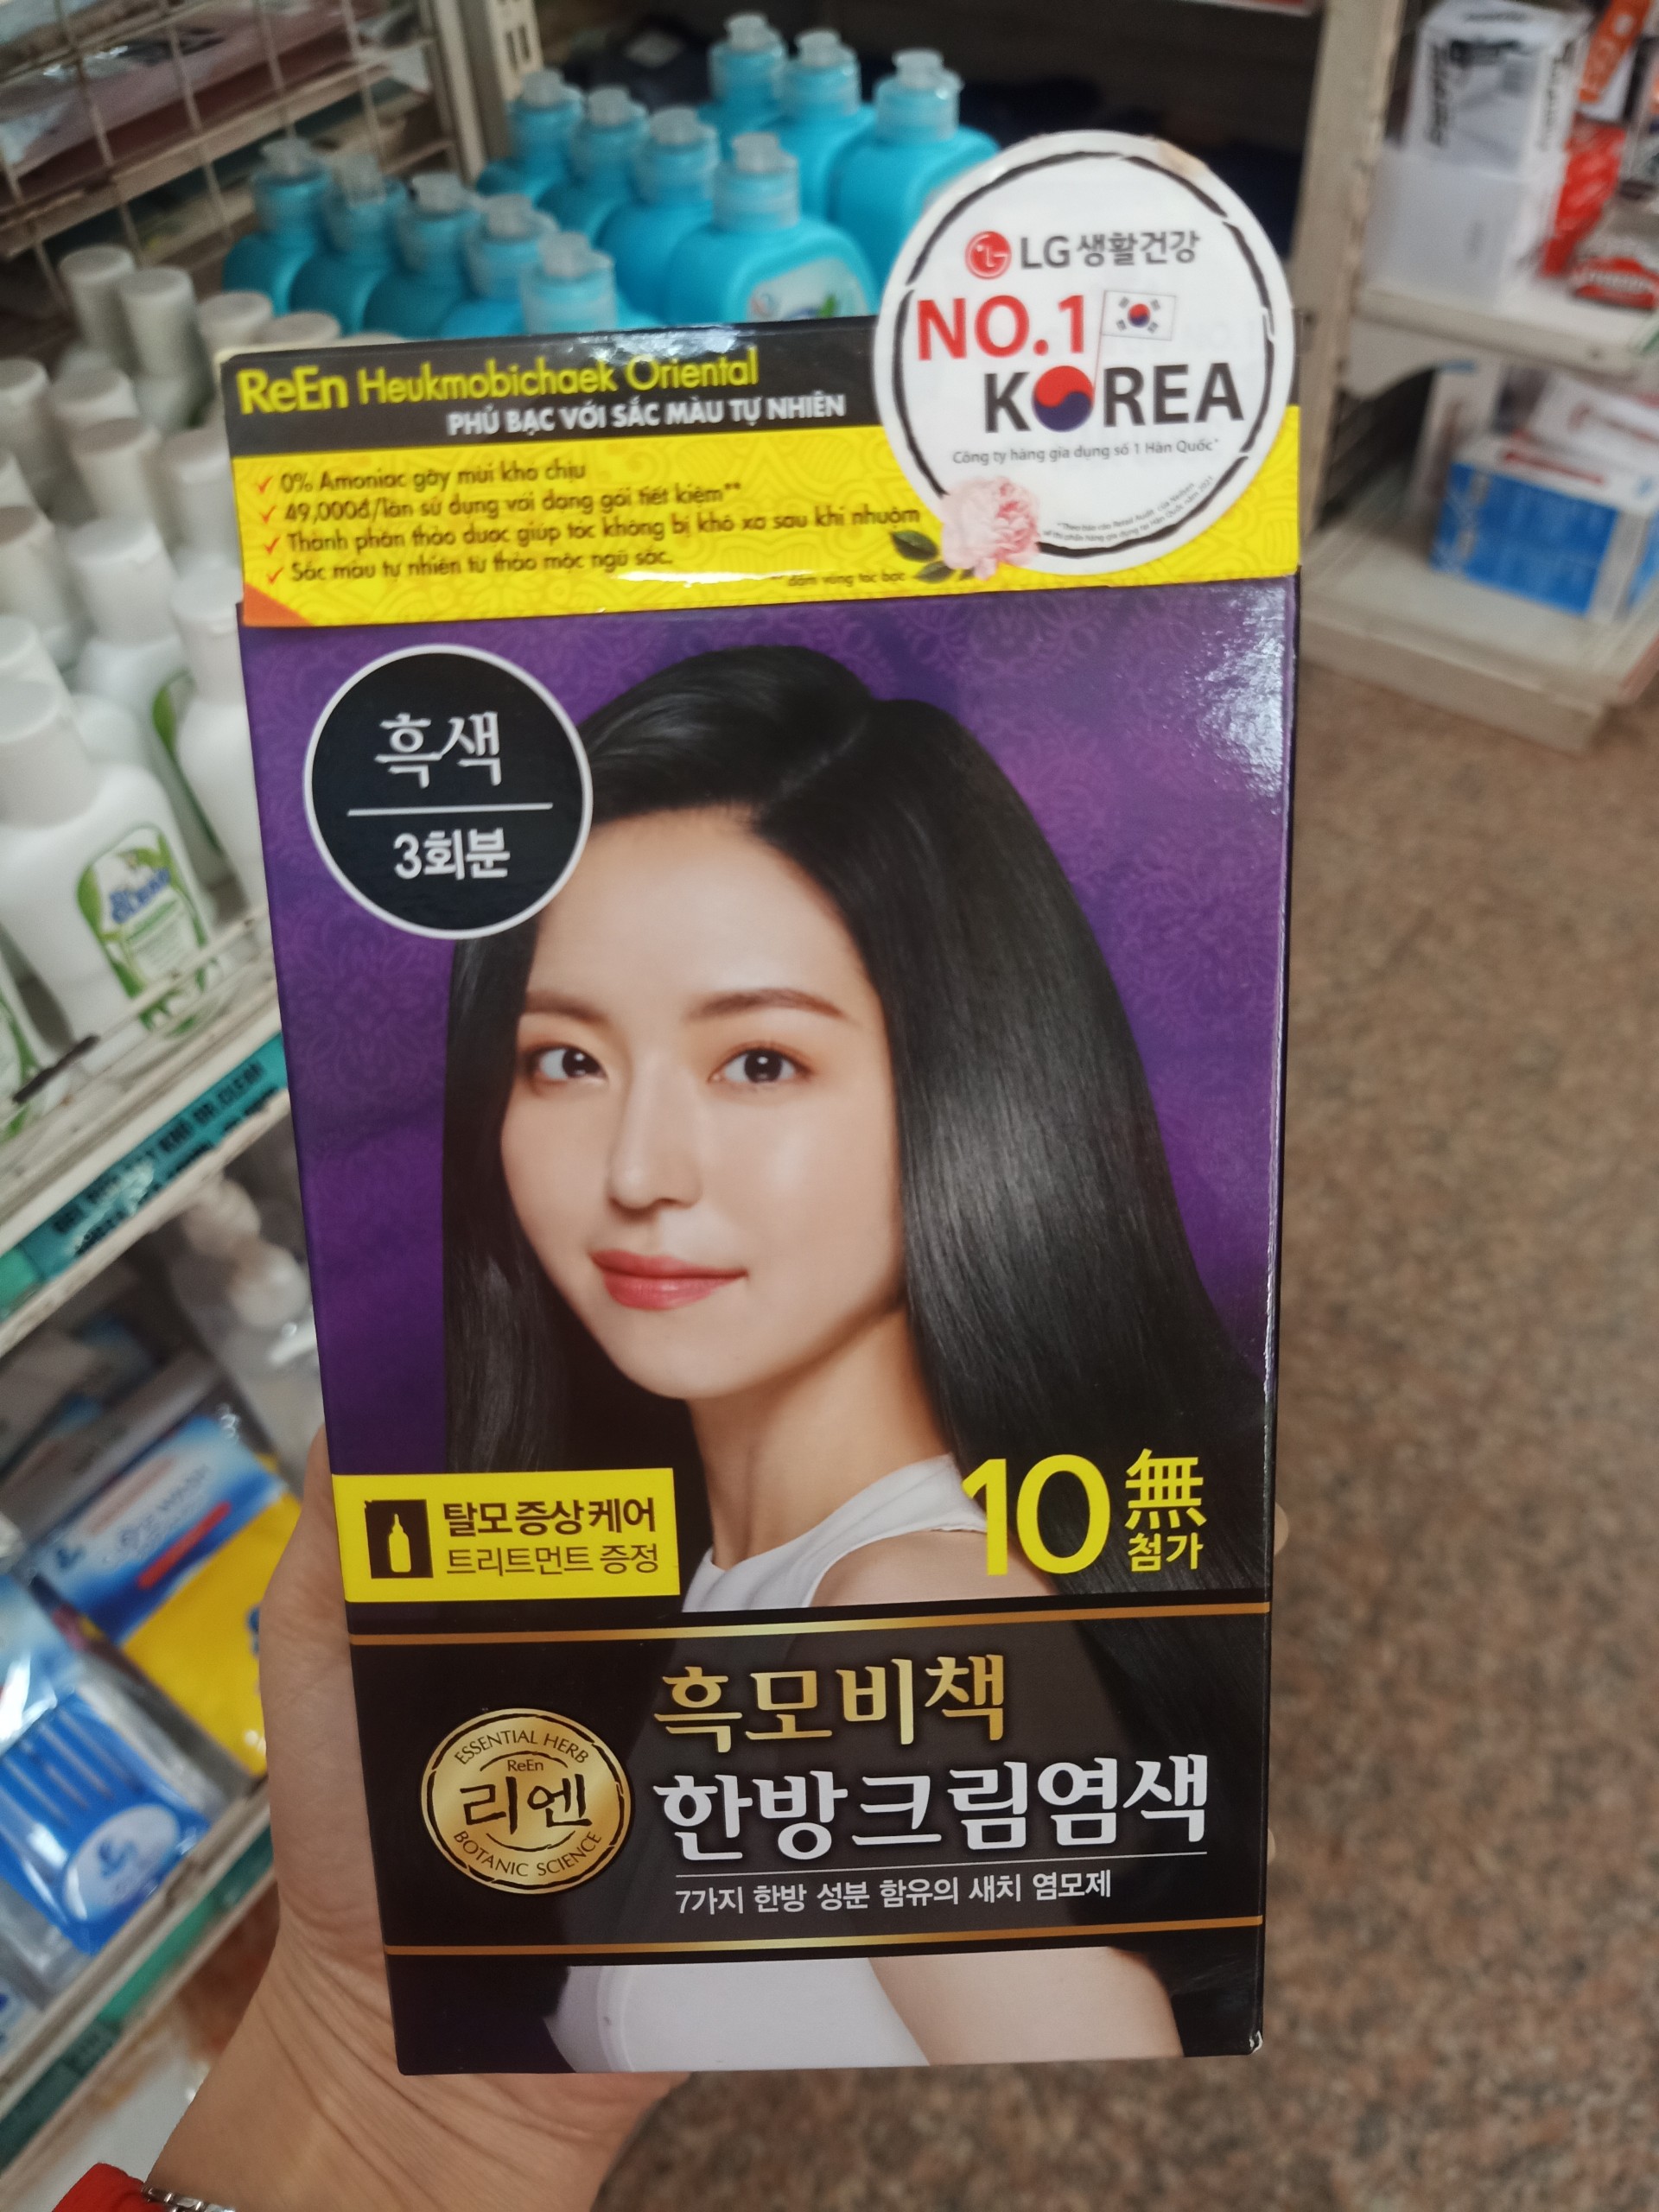 LG생활건강
NO.1
KOREA
Công ty hàng gia dụng số 1 Hàn Quốc*
ReEn Heukmobichaek Oriental
PHỦ BẠC VỚI SẮC MÀU TỰ NHIÊN
0% Amoniac gây mùi khó chịu
49,000đ/lần sử dụng với dạng gói tiết kiệm**
Thành phần thảo dược giúp tóc không bị khô xơ sau khi nhuộm
Sắc màu tự nhiên từ thảo mộc ngũ sắc.
흑색
3회분
탈모증상케어
트리트먼트 증정
10無
첨가
흑모비책
한방크림염색
7가지 한방 성분 함유의 새치 염모제
ESSENTIAL HERB
ReEn
리엔
BOTANIC SCIENCE